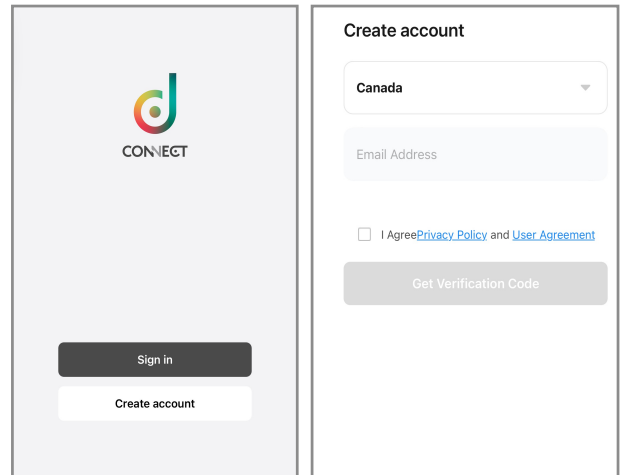 CONNECT
Sign in
Create account
Create account
Canada
Email Address
I AgreePrivacy Policy and User Agreement
Get Verification Code